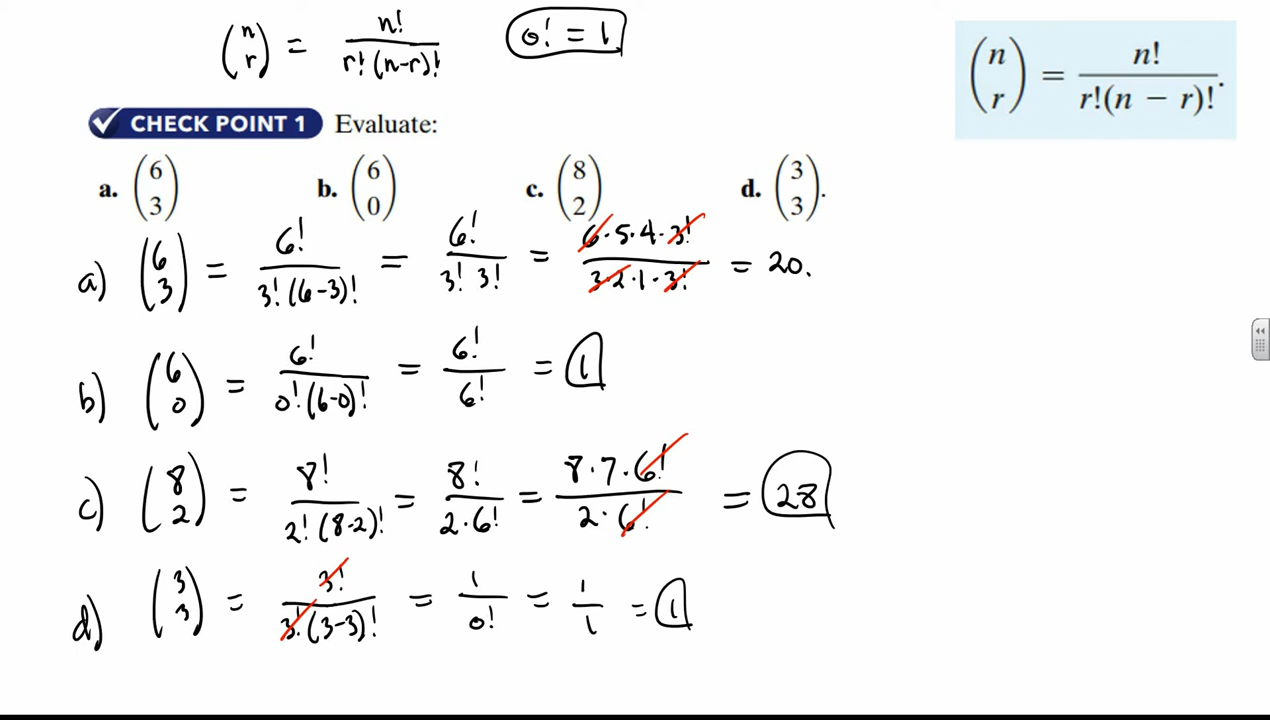 (n r) = n! / r!(n-r)!   0! = 1
(n r) = n! / r!(n − r)!.
CHECK POINT 1 Evaluate:
a. (6 3) b. (6 0) c. (8 2) d. (3 3).
a) (6 3) = 6! / 3!(6-3)! = 6! / 3! 3! = 6·5·4·3! / 3·2·1·3! = 20.
b) (6 0) = 6! / 0!(6-0)! = 6! / 6! = 1
c) (8 2) = 8! / 2!(8-2)! = 8! / 2·6! = 8·7·6! / 2·6! = 28
d) (3 3) = 3! / 3!(3-3)! = 1 / 0! = 1 / 1 = 1